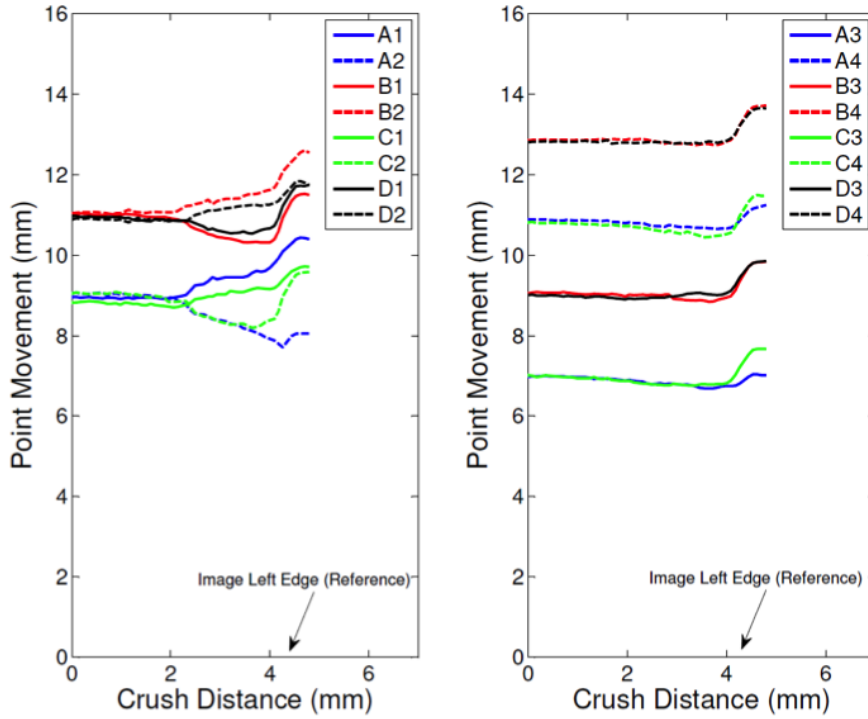 16
14
12
10
8
6
4
2
0
Point Movement (mm)
A1
A2
B1
B2
C1
C2
D1
D2
Image Left Edge (Reference)
0 2 4 6
Crush Distance (mm)
16
14
12
10
8
6
4
2
0
Point Movement (mm)
A3
A4
B3
B4
C3
C4
D3
D4
Image Left Edge (Reference)
0 2 4 6
Crush Distance (mm)